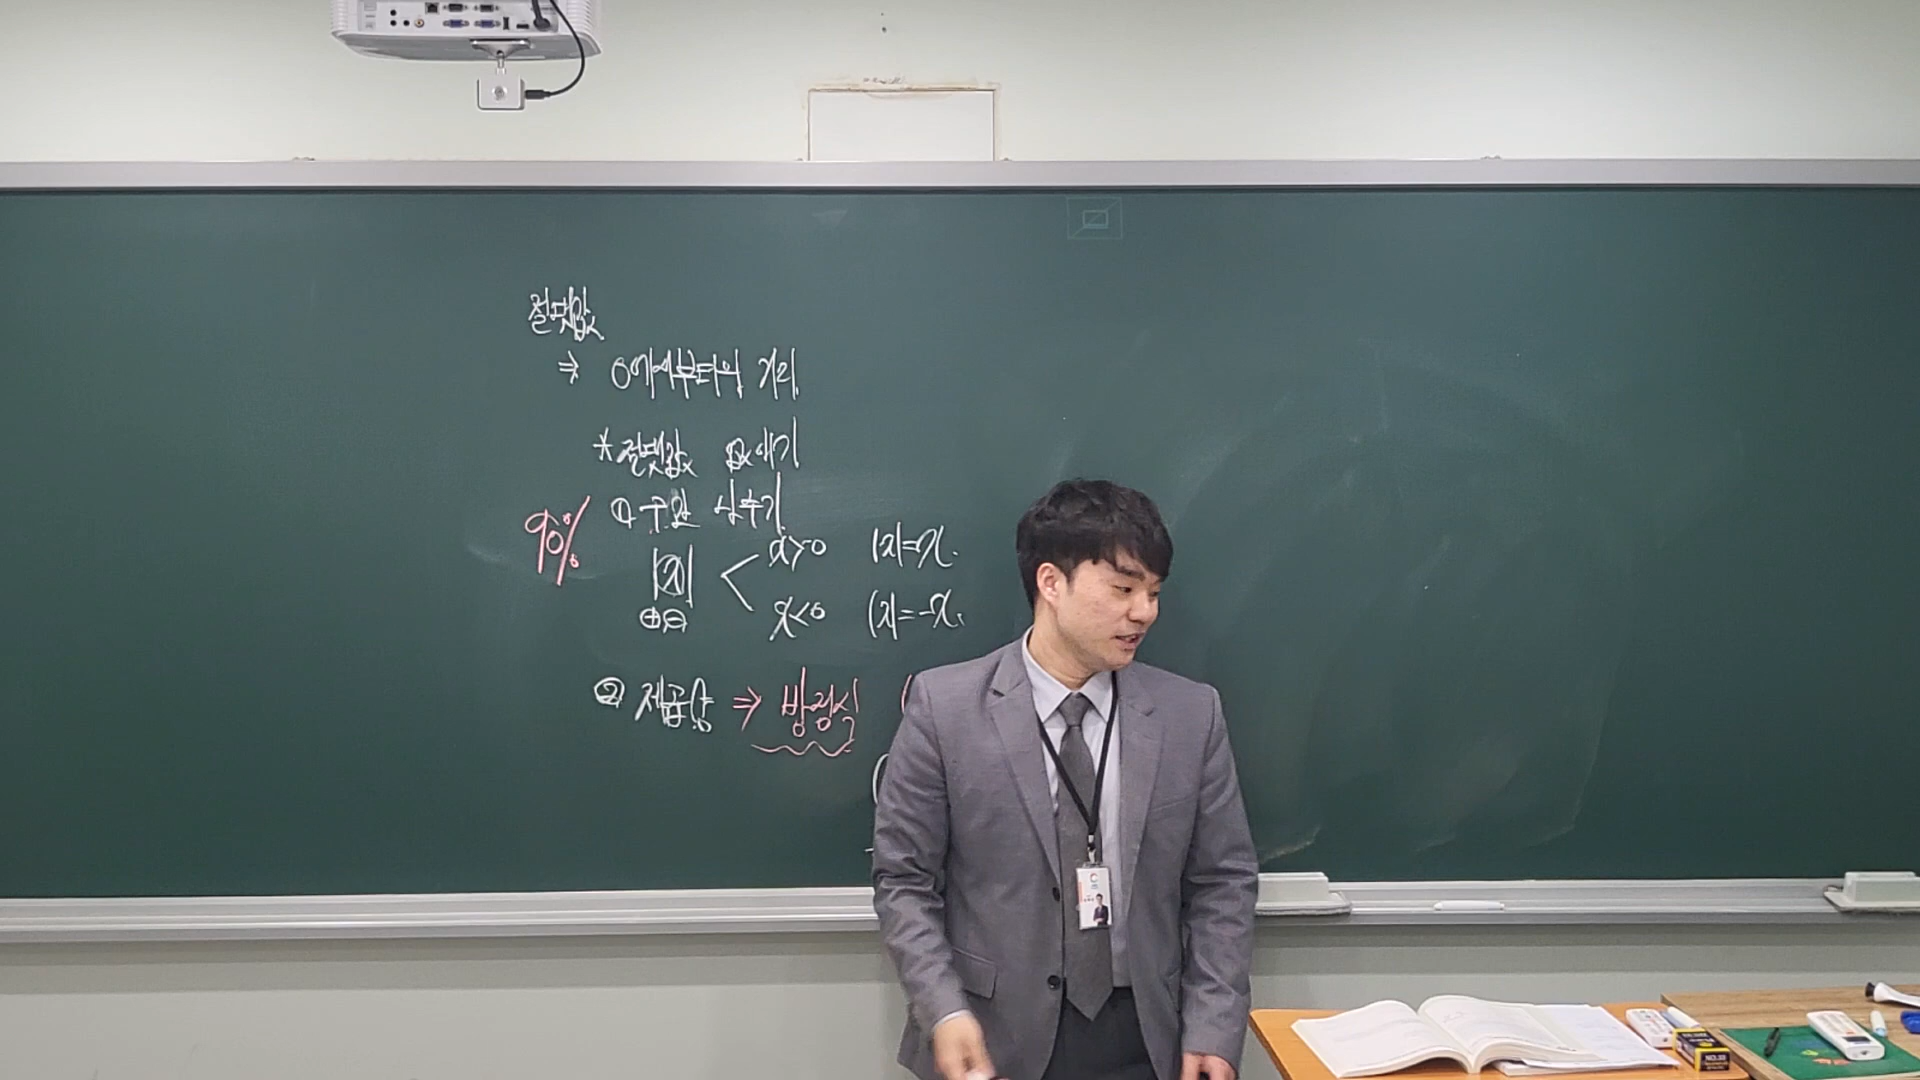 절댓값
⇒ 0에서부터의 거리.
*절댓값 없애기
90%
① 구간 나누기
|x| < x>0 |x|=x.
⊕⊖ x<0 |x|=-x.
② 제곱 ⇒ 방정식